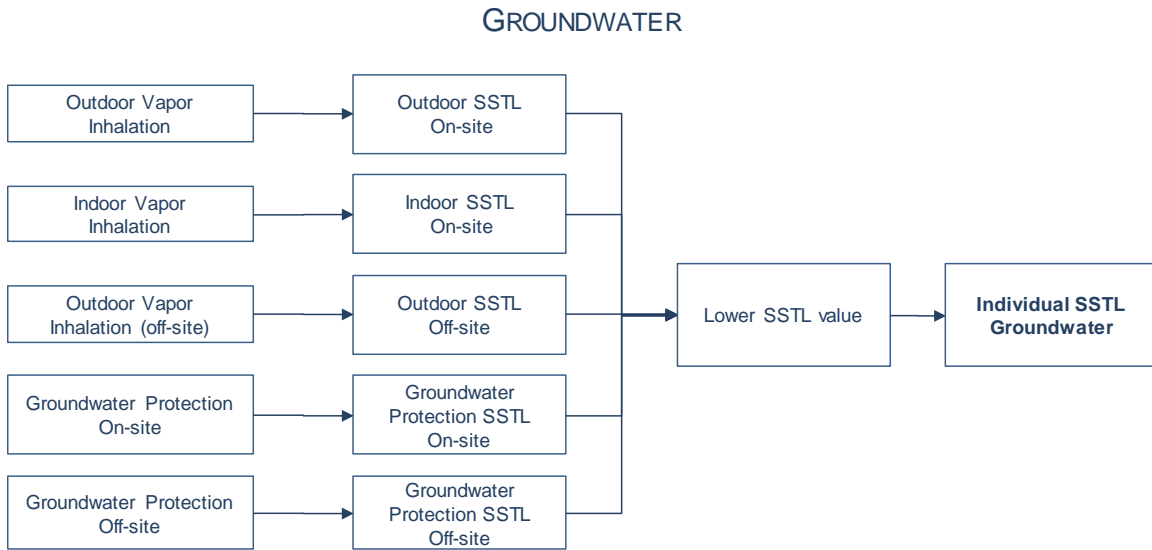 GROUNDWATER
Outdoor Vapor
Inhalation
Outdoor SSTL
On-site
Indoor Vapor
Inhalation
Indoor SSTL
On-site
Outdoor Vapor
Inhalation (off-site)
Outdoor SSTL
Off-site
Lower SSTL value
Individual SSTL
Groundwater
Groundwater Protection
On-site
Groundwater
Protection SSTL
On-site
Groundwater Protection
Off-site
Groundwater
Protection SSTL
Off-site